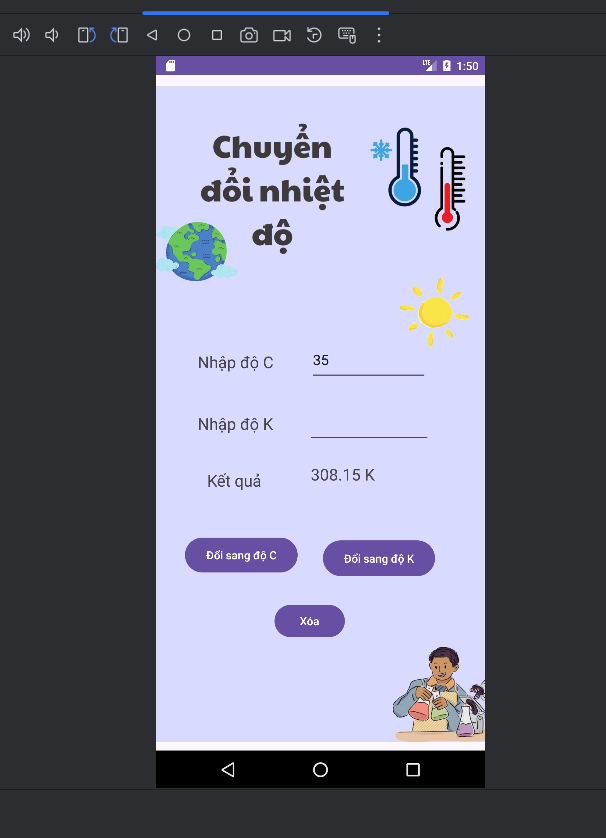 LTE 1:50
Chuyển
đổi nhiệt
độ
Nhập độ C 35
Nhập độ K
Kết quả 308.15 K
Đổi sang độ C Đổi sang độ K
Xóa